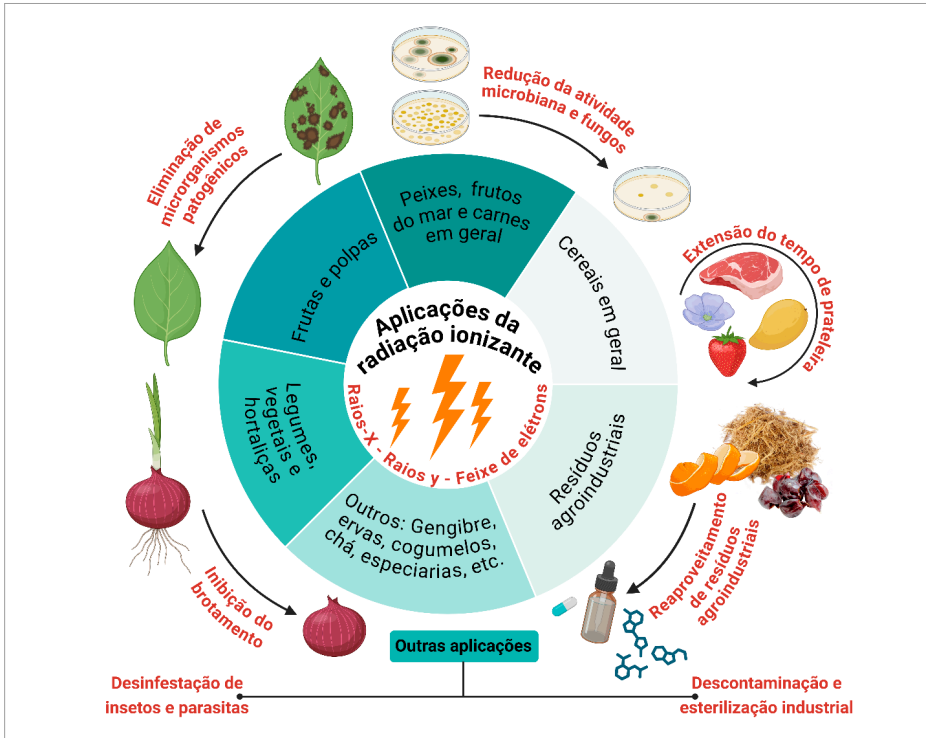 Redução da atividade
microbiana e fungos
Eliminação de
microrganismos
patogênicos
Peixes, frutos
do mar e carnes
em geral
Frutas e polpas
Cereais em geral
Extensão do tempo de prateleira
Aplicações da
radiação ionizante
Raios-X - Raios y - Feixe de elétrons
Legumes,
vegetais e
hortaliças
Resíduos
agroindustriais
Outros: Gengibre,
ervas, cogumelos,
chá, especiarias, etc.
Inibição do
brotamento
Reaproveitamento
de resíduos
agroindustriais
Outras aplicações
Desinfestação de
insetos e parasitas
Descontaminação e
esterilização industrial